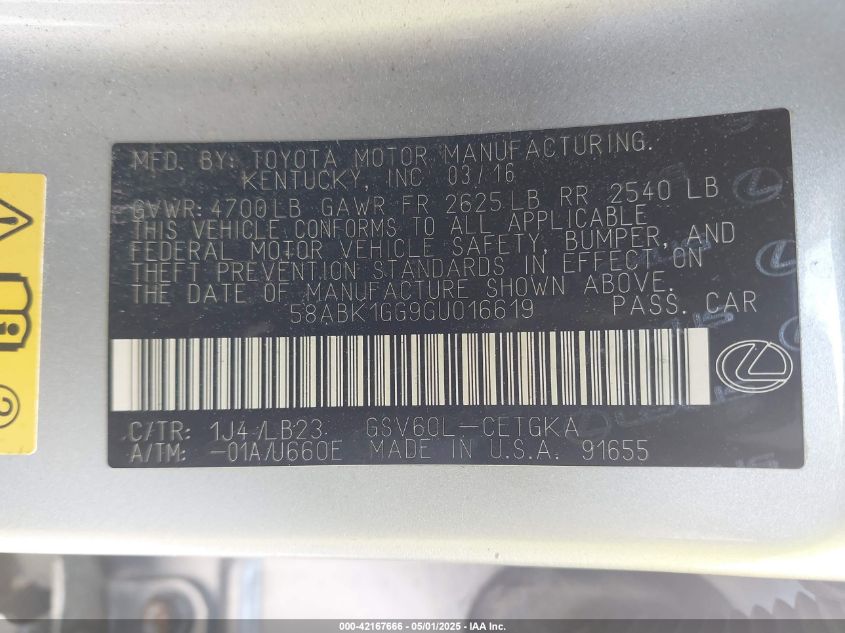 MFD. BY: TOYOTA MOTOR MANUFACTURING.
KENTUCKY, INC 03/16
GVWR: 4700LB GAWR FR 2625 LB RR 2540 LB
THIS VEHICLE CONFORMS TO ALL APPLICABLE
FEDERAL MOTOR VEHICLE SAFETY, BUMPER, AND
THEFT PREVENTION STANDARDS IN EFFECT ON
THE DATE OF MANUFACTURE SHOWN ABOVE.
58ABK1GG9GU016619 PASS. CAR
C/TR: 1J4 /LB23 GSV60L-CETGKA
A/TM: -01A/U660E MADE IN U.S.A. 91655
000-42167666 - 05/01/2025 - IAA Inc.